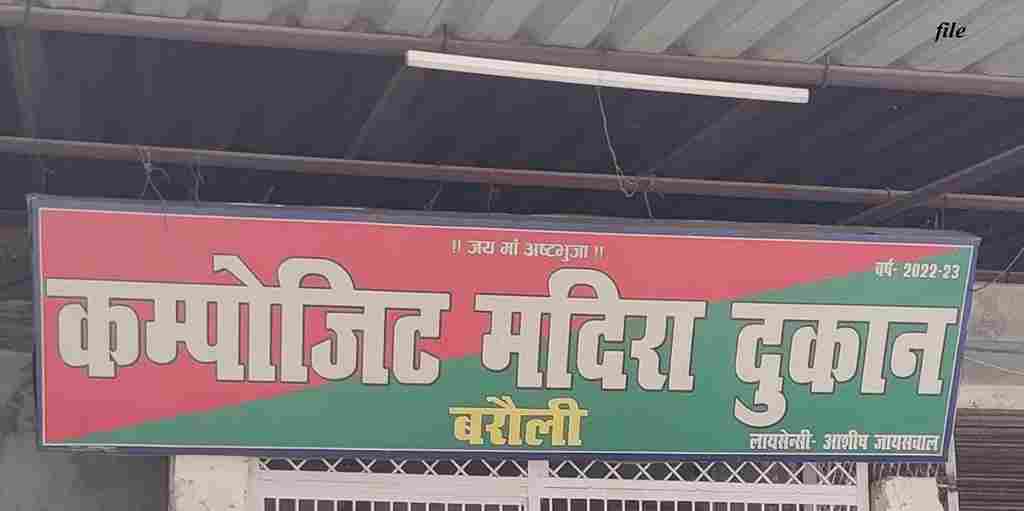 file
!! जय माँ अष्टभुजा !!
वर्ष- 2022-23
कम्पोजिट मदिरा दुकान
बरौली
लायसेन्सी- आशीष जायसवाल